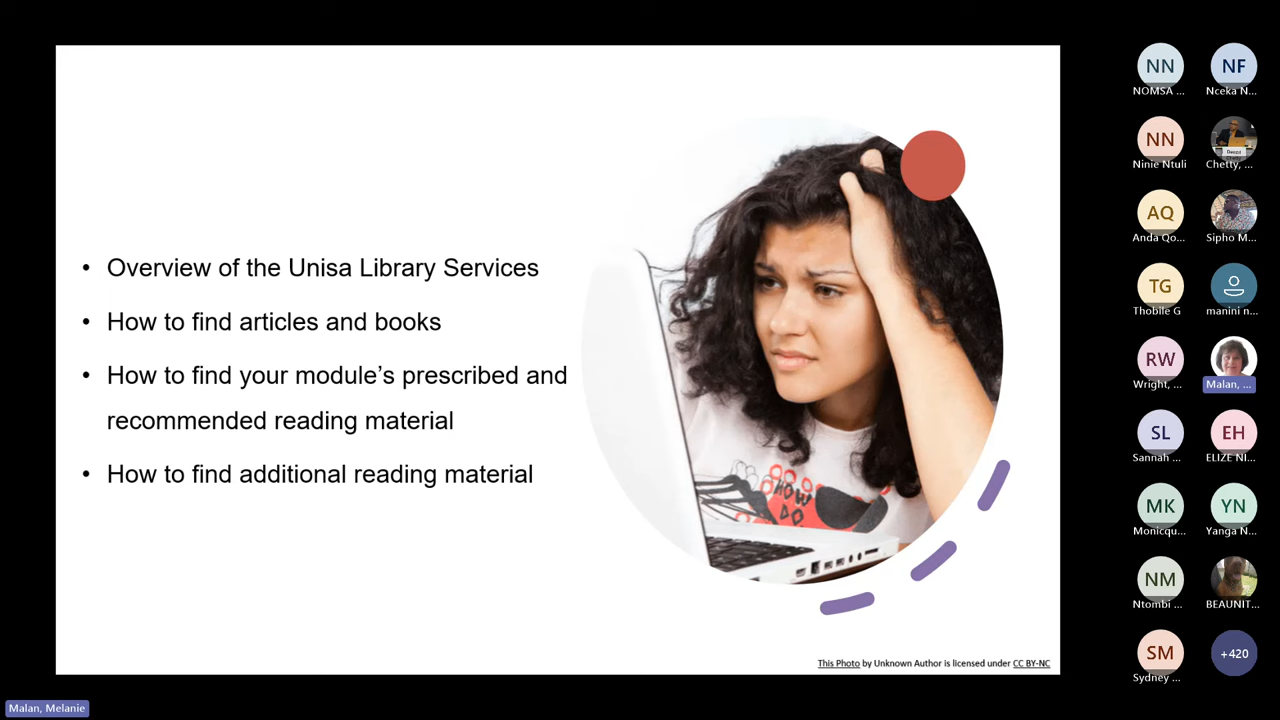 • Overview of the Unisa Library Services
• How to find articles and books
• How to find your module's prescribed and
recommended reading material
• How to find additional reading material
HOW
DO
This Photo by Unknown Author is licensed under CC BY-NC
NN
NOMSA ...
NF
Nceka N...
NN
Ninie Ntuli
Chetty, ...
AQ
Anda Qo...
Sipho M...
TG
Thobile G
manini n...
RW
Wright, ...
Malan, ...
SL
Sannah ...
EH
ELIZE NI...
MK
Monicqu...
YN
Yanga N...
NM
Ntombi ...
BEAUNIT...
SM
Sydney ...
+420
Malan, Melanie